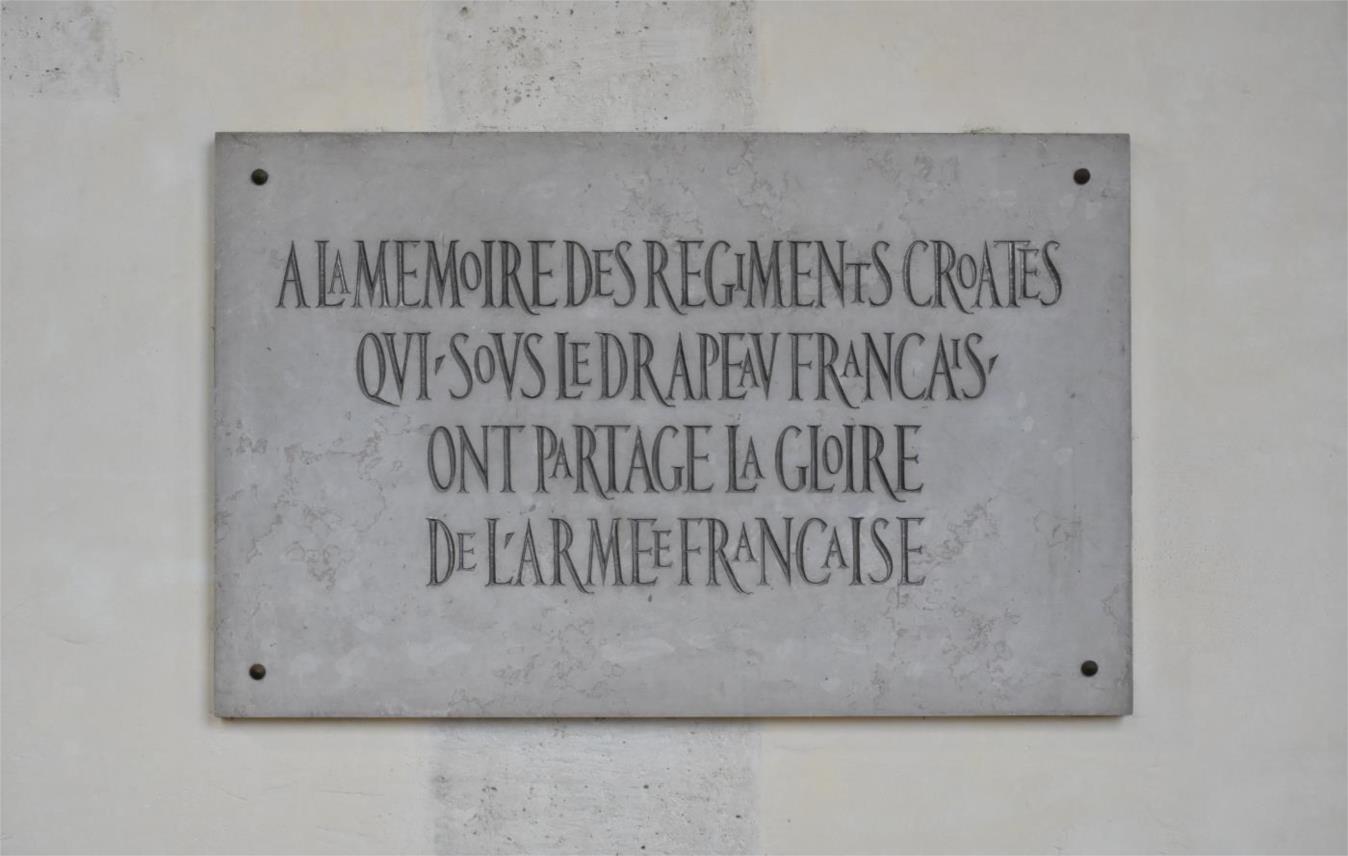 A LA MEMOIRE DES REGIMENTS CROATES
QVI, SOVS LE DRAPEAV FRANCAIS,
ONT PARTAGE LA GLOIRE
DE L'ARMEE FRANCAISE